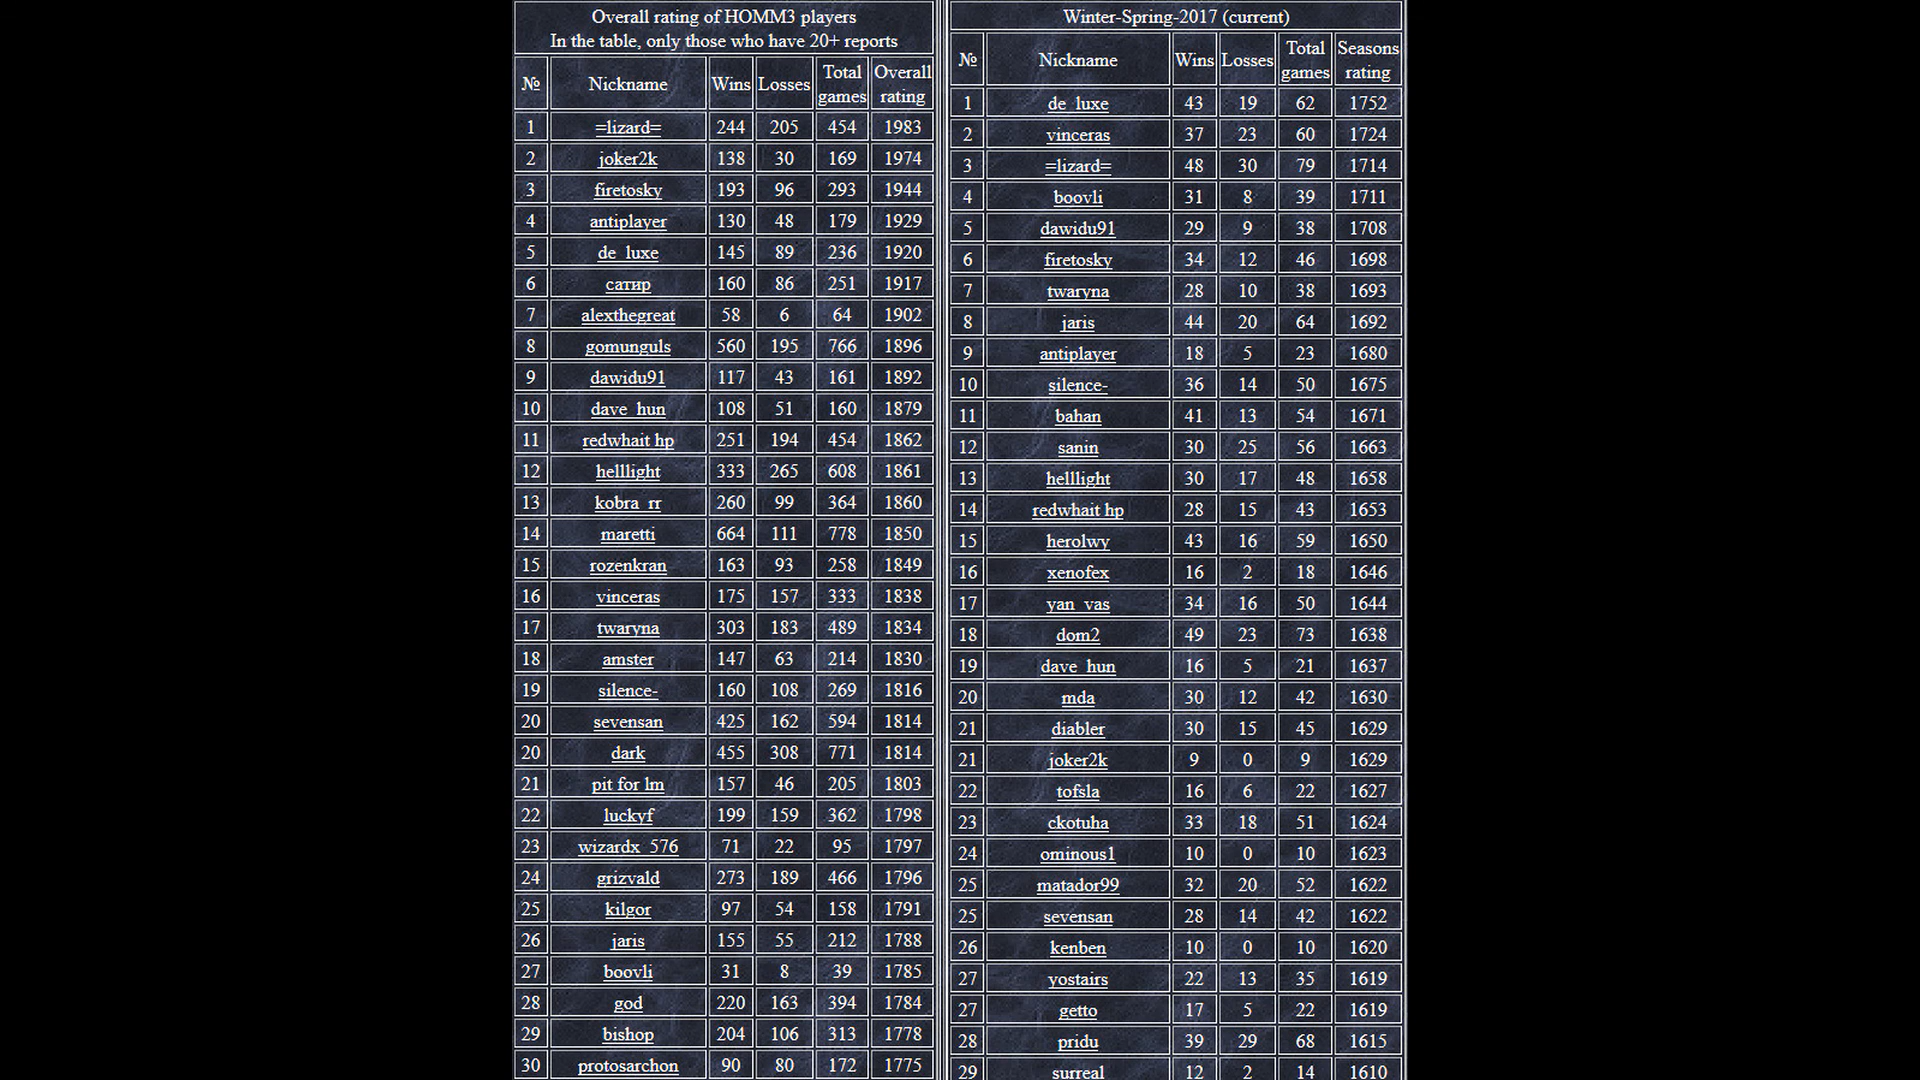 Overall rating of HOMM3 players
In the table, only those who have 20+ reports
№ Nickname Wins Losses Total games Overall rating
1 =lizard= 244 205 454 1983
2 joker2k 138 30 169 1974
3 firetosky 193 96 293 1944
4 antiplayer 130 48 179 1929
5 de_luxe 145 89 236 1920
6 сатир 160 86 251 1917
7 alexthegreat 58 6 64 1902
8 gomunguls 560 195 766 1896
9 dawidu91 117 43 161 1892
10 dave_hun 108 51 160 1879
11 redwhait hp 251 194 454 1862
12 helllight 333 265 608 1861
13 kobra_rr 260 99 364 1860
14 maretti 664 111 778 1850
15 rozenkran 163 93 258 1849
16 vinceras 175 157 333 1838
17 twaryna 303 183 489 1834
18 amster 147 63 214 1830
19 silence- 160 108 269 1816
20 sevensan 425 162 594 1814
20 dark 455 308 771 1814
21 pit for lm 157 46 205 1803
22 luckyf 199 159 362 1798
23 wizardx_576 71 22 95 1797
24 grizvald 273 189 466 1796
25 kilgor 97 54 158 1791
26 jaris 155 55 212 1788
27 boovli 31 8 39 1785
28 god 220 163 394 1784
29 bishop 204 106 313 1778
30 protosarchon 90 80 172 1775
Winter-Spring-2017 (current)
№ Nickname Wins Losses Total games Seasons rating
1 de_luxe 43 19 62 1752
2 vinceras 37 23 60 1724
3 =lizard= 48 30 79 1714
4 boovli 31 8 39 1711
5 dawidu91 29 9 38 1708
6 firetosky 34 12 46 1698
7 twaryna 28 10 38 1693
8 jaris 44 20 64 1692
9 antiplayer 18 5 23 1680
10 silence- 36 14 50 1675
11 bahan 41 13 54 1671
12 sanin 30 25 56 1663
13 helllight 30 17 48 1658
14 redwhait hp 28 15 43 1653
15 herolwy 43 16 59 1650
16 xenofex 16 2 18 1646
17 yan_vas 34 16 50 1644
18 dom2 49 23 73 1638
19 dave_hun 16 5 21 1637
20 mda 30 12 42 1630
21 diabler 30 15 45 1629
21 joker2k 9 0 9 1629
22 tofsla 16 6 22 1627
23 ckotuha 33 18 51 1624
24 ominous1 10 0 10 1623
25 matador99 32 20 52 1622
25 sevensan 28 14 42 1622
26 kenben 10 0 10 1620
27 yostairs 22 13 35 1619
27 getto 17 5 22 1619
28 pridu 39 29 68 1615
29 surreal 12 2 14 1610